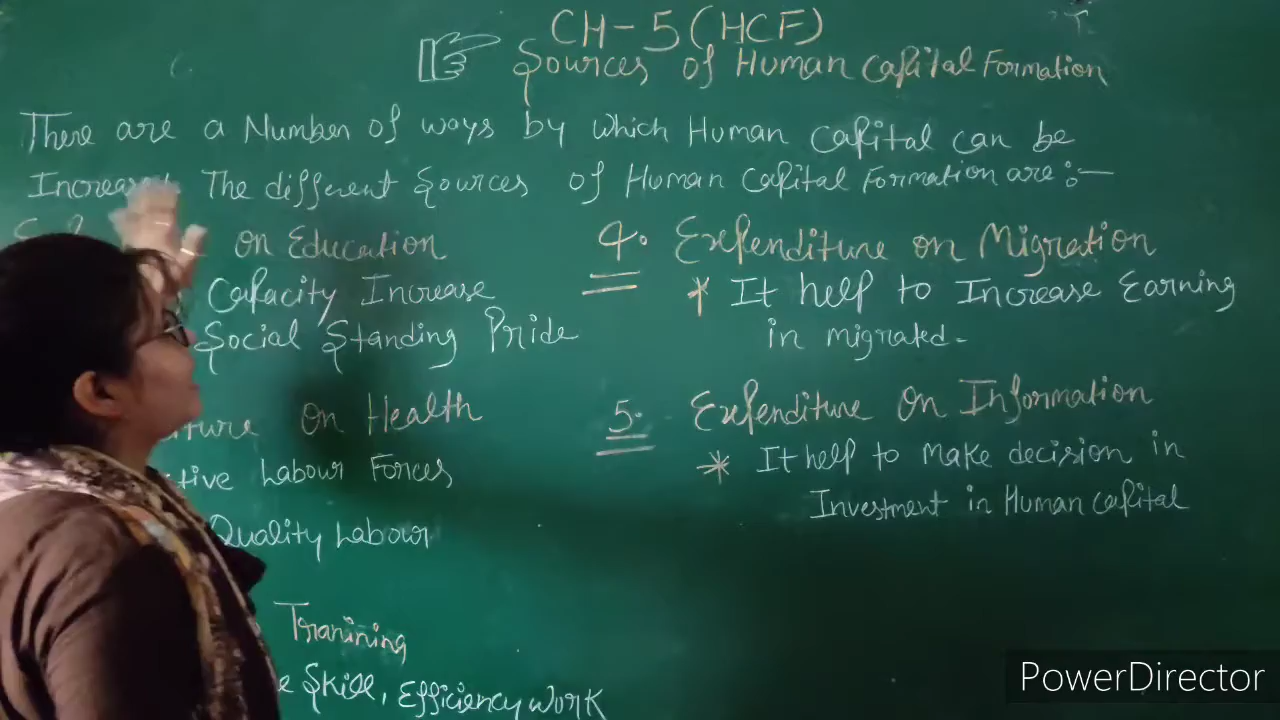 CH-5 (HCF)
Sources of Human Capital Formation
There are a Number of ways by which Human Capital can be
Increased The different Sources of Human Capital Formation are:-
on Education
Capacity Increase
Social Standing Pride
on Health
Labour Forces
Quality Labour
Tranining
Skill, Efficiency Work
4. Expenditure on Migration
* It help to Increase Earning
in migrated.
5. Expenditure on Information
* It help to make decision in
Investment in Human Capital
PowerDirector